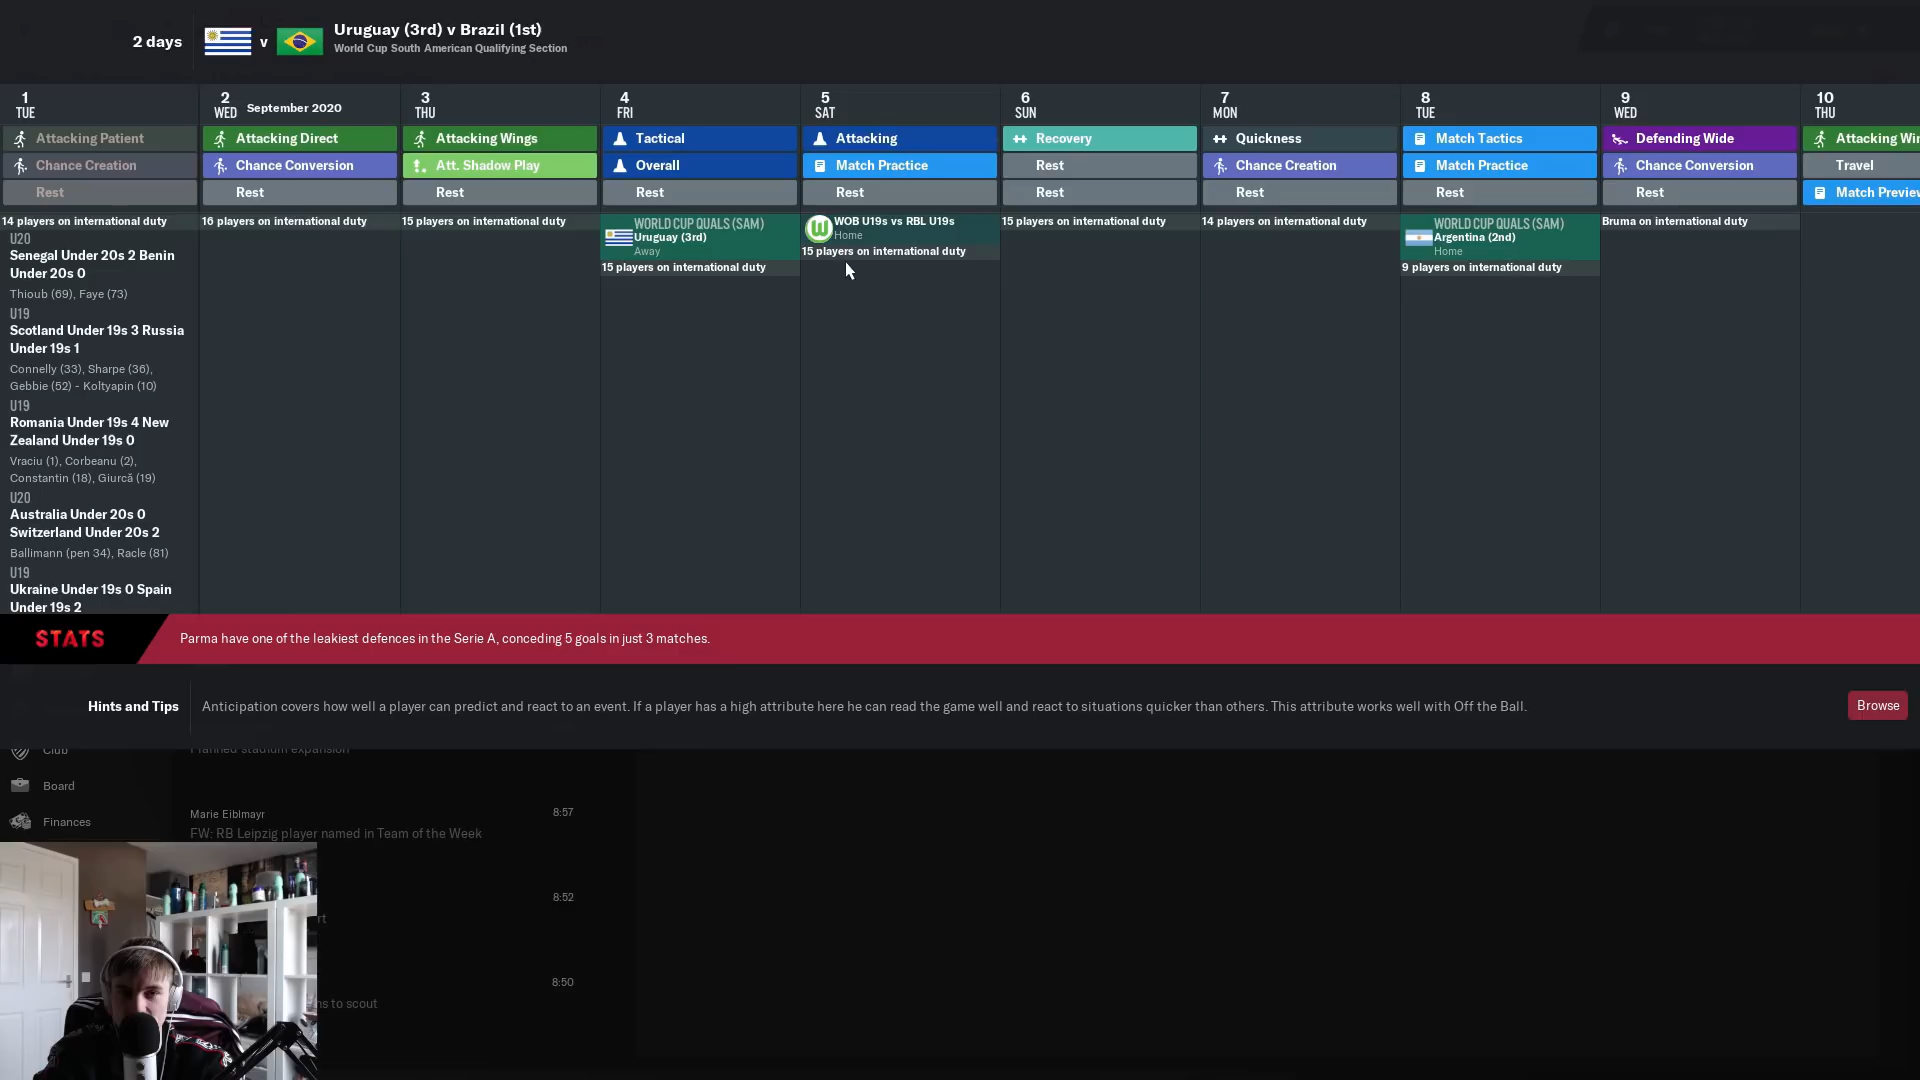 2 days
v
Uruguay (3rd) v Brazil (1st)
World Cup South American Qualifying Section
1
TUE
2
WED
September 2020
3
THU
4
FRI
5
SAT
6
SUN
7
MON
8
TUE
9
WED
10
THU
Attacking Patient
Attacking Direct
Attacking Wings
Tactical
Attacking
Recovery
Quickness
Match Tactics
Defending Wide
Attacking Win
Chance Creation
Chance Conversion
Att. Shadow Play
Overall
Match Practice
Rest
Chance Creation
Match Practice
Chance Conversion
Travel
Rest
Rest
Rest
Rest
Rest
Rest
Rest
Rest
Rest
Match Preview
14 players on international duty
16 players on international duty
15 players on international duty
WORLD CUP QUALS (SAM)
Uruguay (3rd)
Away
15 players on international duty
WOB U19s vs RBL U19s
Home
15 players on international duty
15 players on international duty
14 players on international duty
WORLD CUP QUALS (SAM)
Argentina (2nd)
Home
9 players on international duty
Bruma on international duty
U20
Senegal Under 20s 2 Benin
Under 20s 0
Thioub (69), Faye (73)
U19
Scotland Under 19s 3 Russia
Under 19s 1
Connelly (33), Sharpe (36),
Gebbie (52) - Koltyapin (10)
U19
Romania Under 19s 4 New
Zealand Under 19s 0
Vraciu (1), Corbeanu (2),
Constantin (18), Giurcă (19)
U20
Australia Under 20s 0
Switzerland Under 20s 2
Ballimann (pen 34), Racle (81)
U19
Ukraine Under 19s 0 Spain
Under 19s 2
STATS
Parma have one of the leakiest defences in the Serie A, conceding 5 goals in just 3 matches.
Hints and Tips
Anticipation covers how well a player can predict and react to an event. If a player has a high attribute here he can read the game well and react to situations quicker than others. This attribute works well with Off the Ball.
Browse
Club
Planned stadium expansion
Board
Finances
Marie Eiblmayr
8:57
FW: RB Leipzig player named in Team of the Week
8:52
rt
8:50
ns to scout